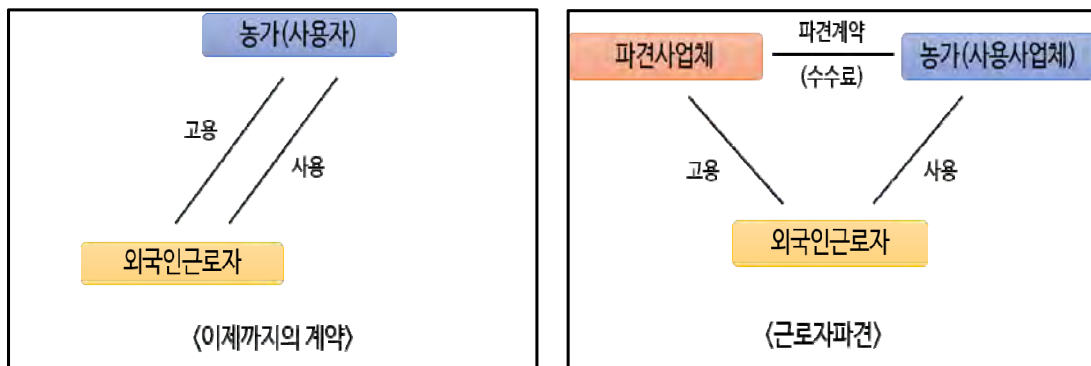 농가(사용자)
고용
사용
외국인근로자
〈이제까지의 계약〉
파견사업체
파견계약
(수수료)
농가(사용사업체)
고용
사용
외국인근로자
〈근로자파견〉